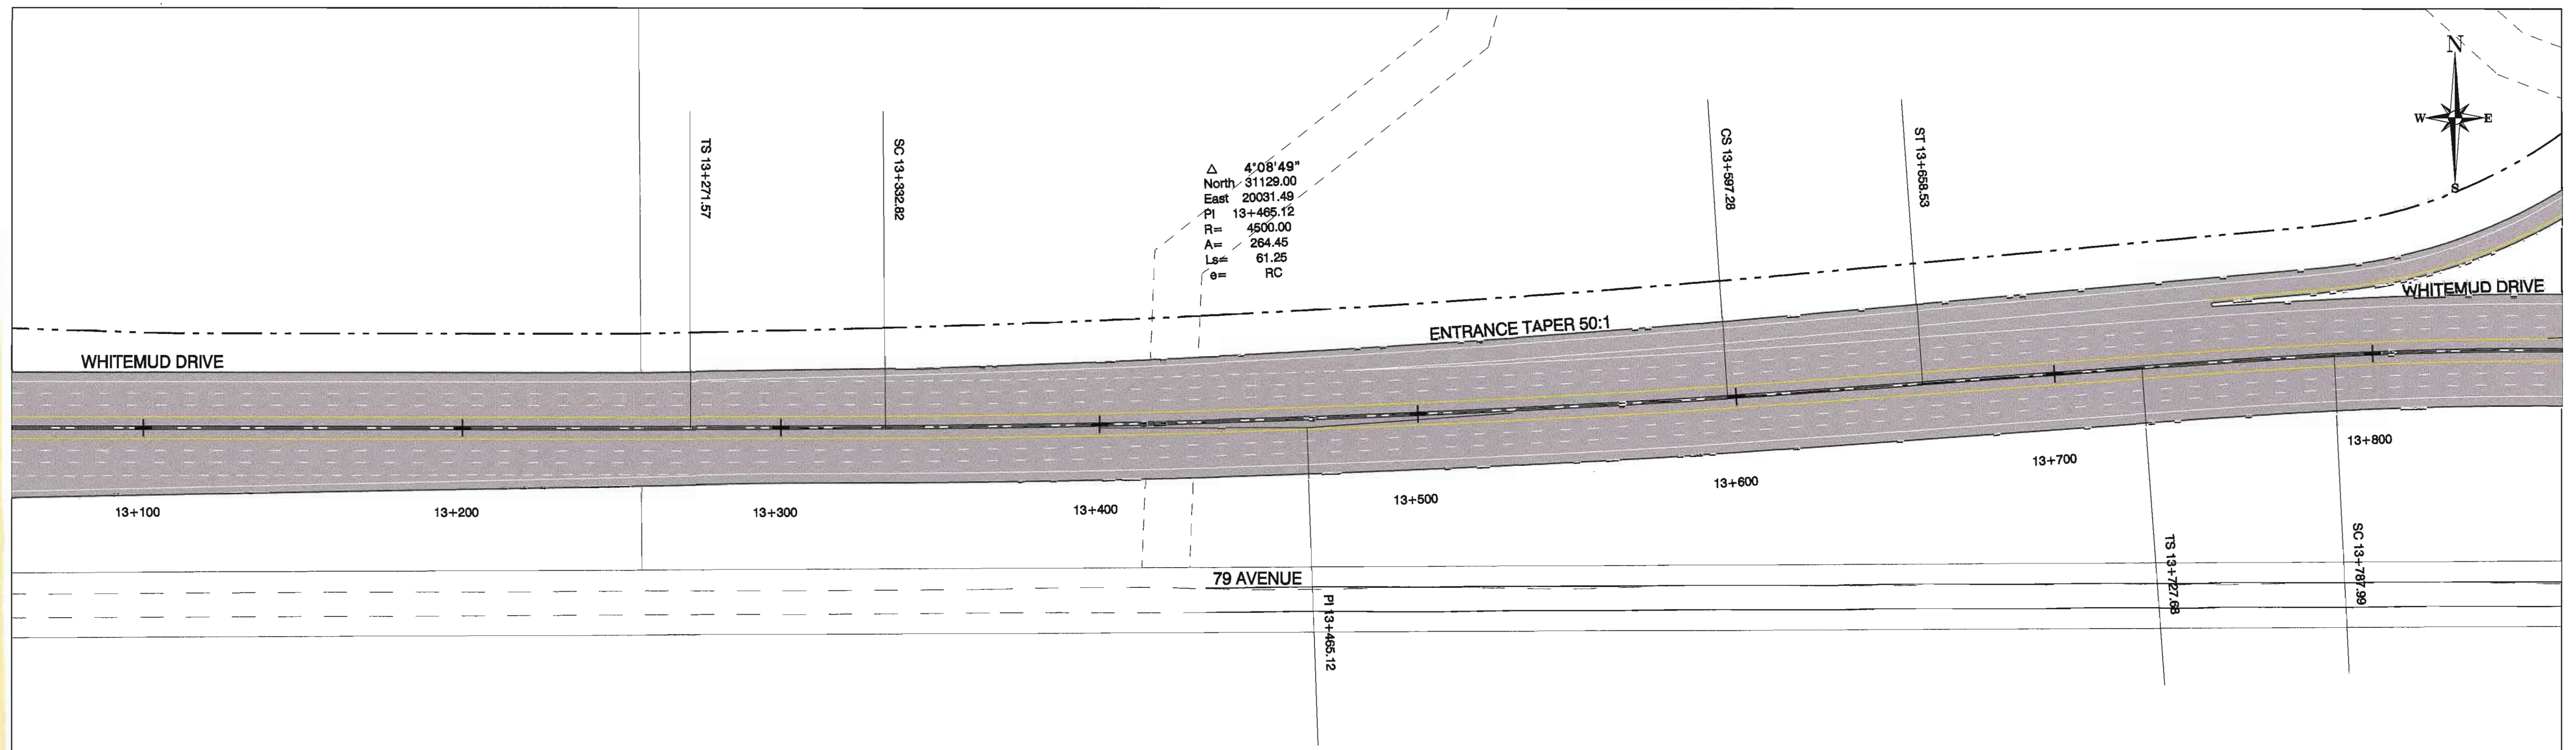 N
W E
S
TS 13+271.57
SC 13+332.82
CS 13+597.28
ST 13+658.53
Δ 4°08'49"
North 31129.00
East 20031.49
PI 13+465.12
R= 4500.00
A= 264.45
Ls= 61.25
e= RC
WHITEMUD DRIVE
ENTRANCE TAPER 50:1
WHITEMUD DRIVE
13+100
13+200
13+300
13+400
13+500
13+600
13+700
13+800
79 AVENUE
PI 13+465.12
TS 13+727.68
SC 13+787.99